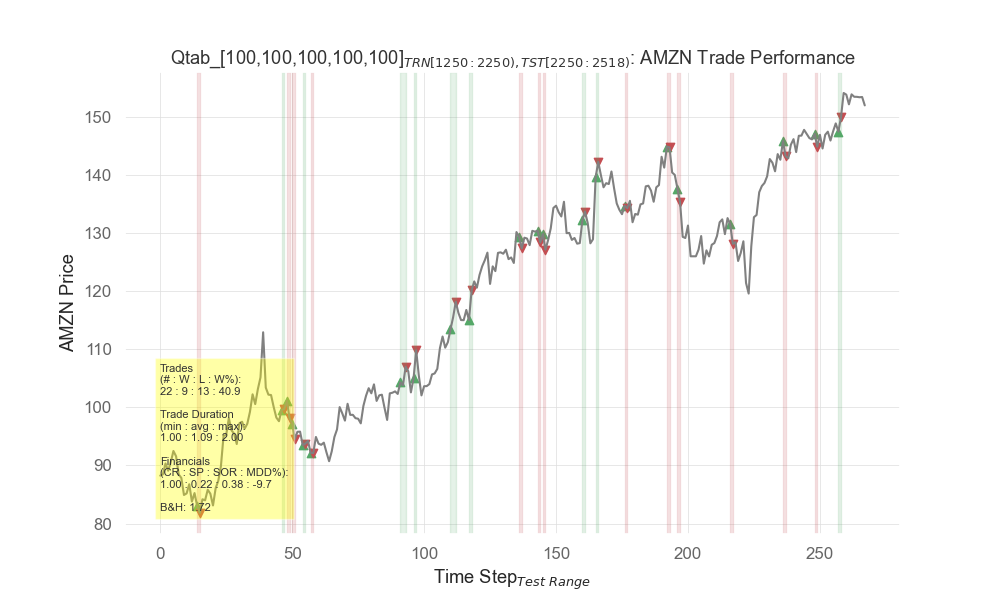 Qtab_[100,100,100,100,100]TRN[1250:2250),TST[2250:2518): AMZN Trade Performance
AMZN Price
150
140
130
120
110
100
90
80
Trades
(# : W : L : W%):
22 : 9 : 13 : 40.9
Trade Duration
(min : avg : max):
1.00 : 1.09 : 2.00
Financials
(CR : SP : SOR : MDD%):
1.00 : 0.22 : 0.38 : -9.7
B&H: 1.72
0 50 100 150 200 250
Time StepTest Range